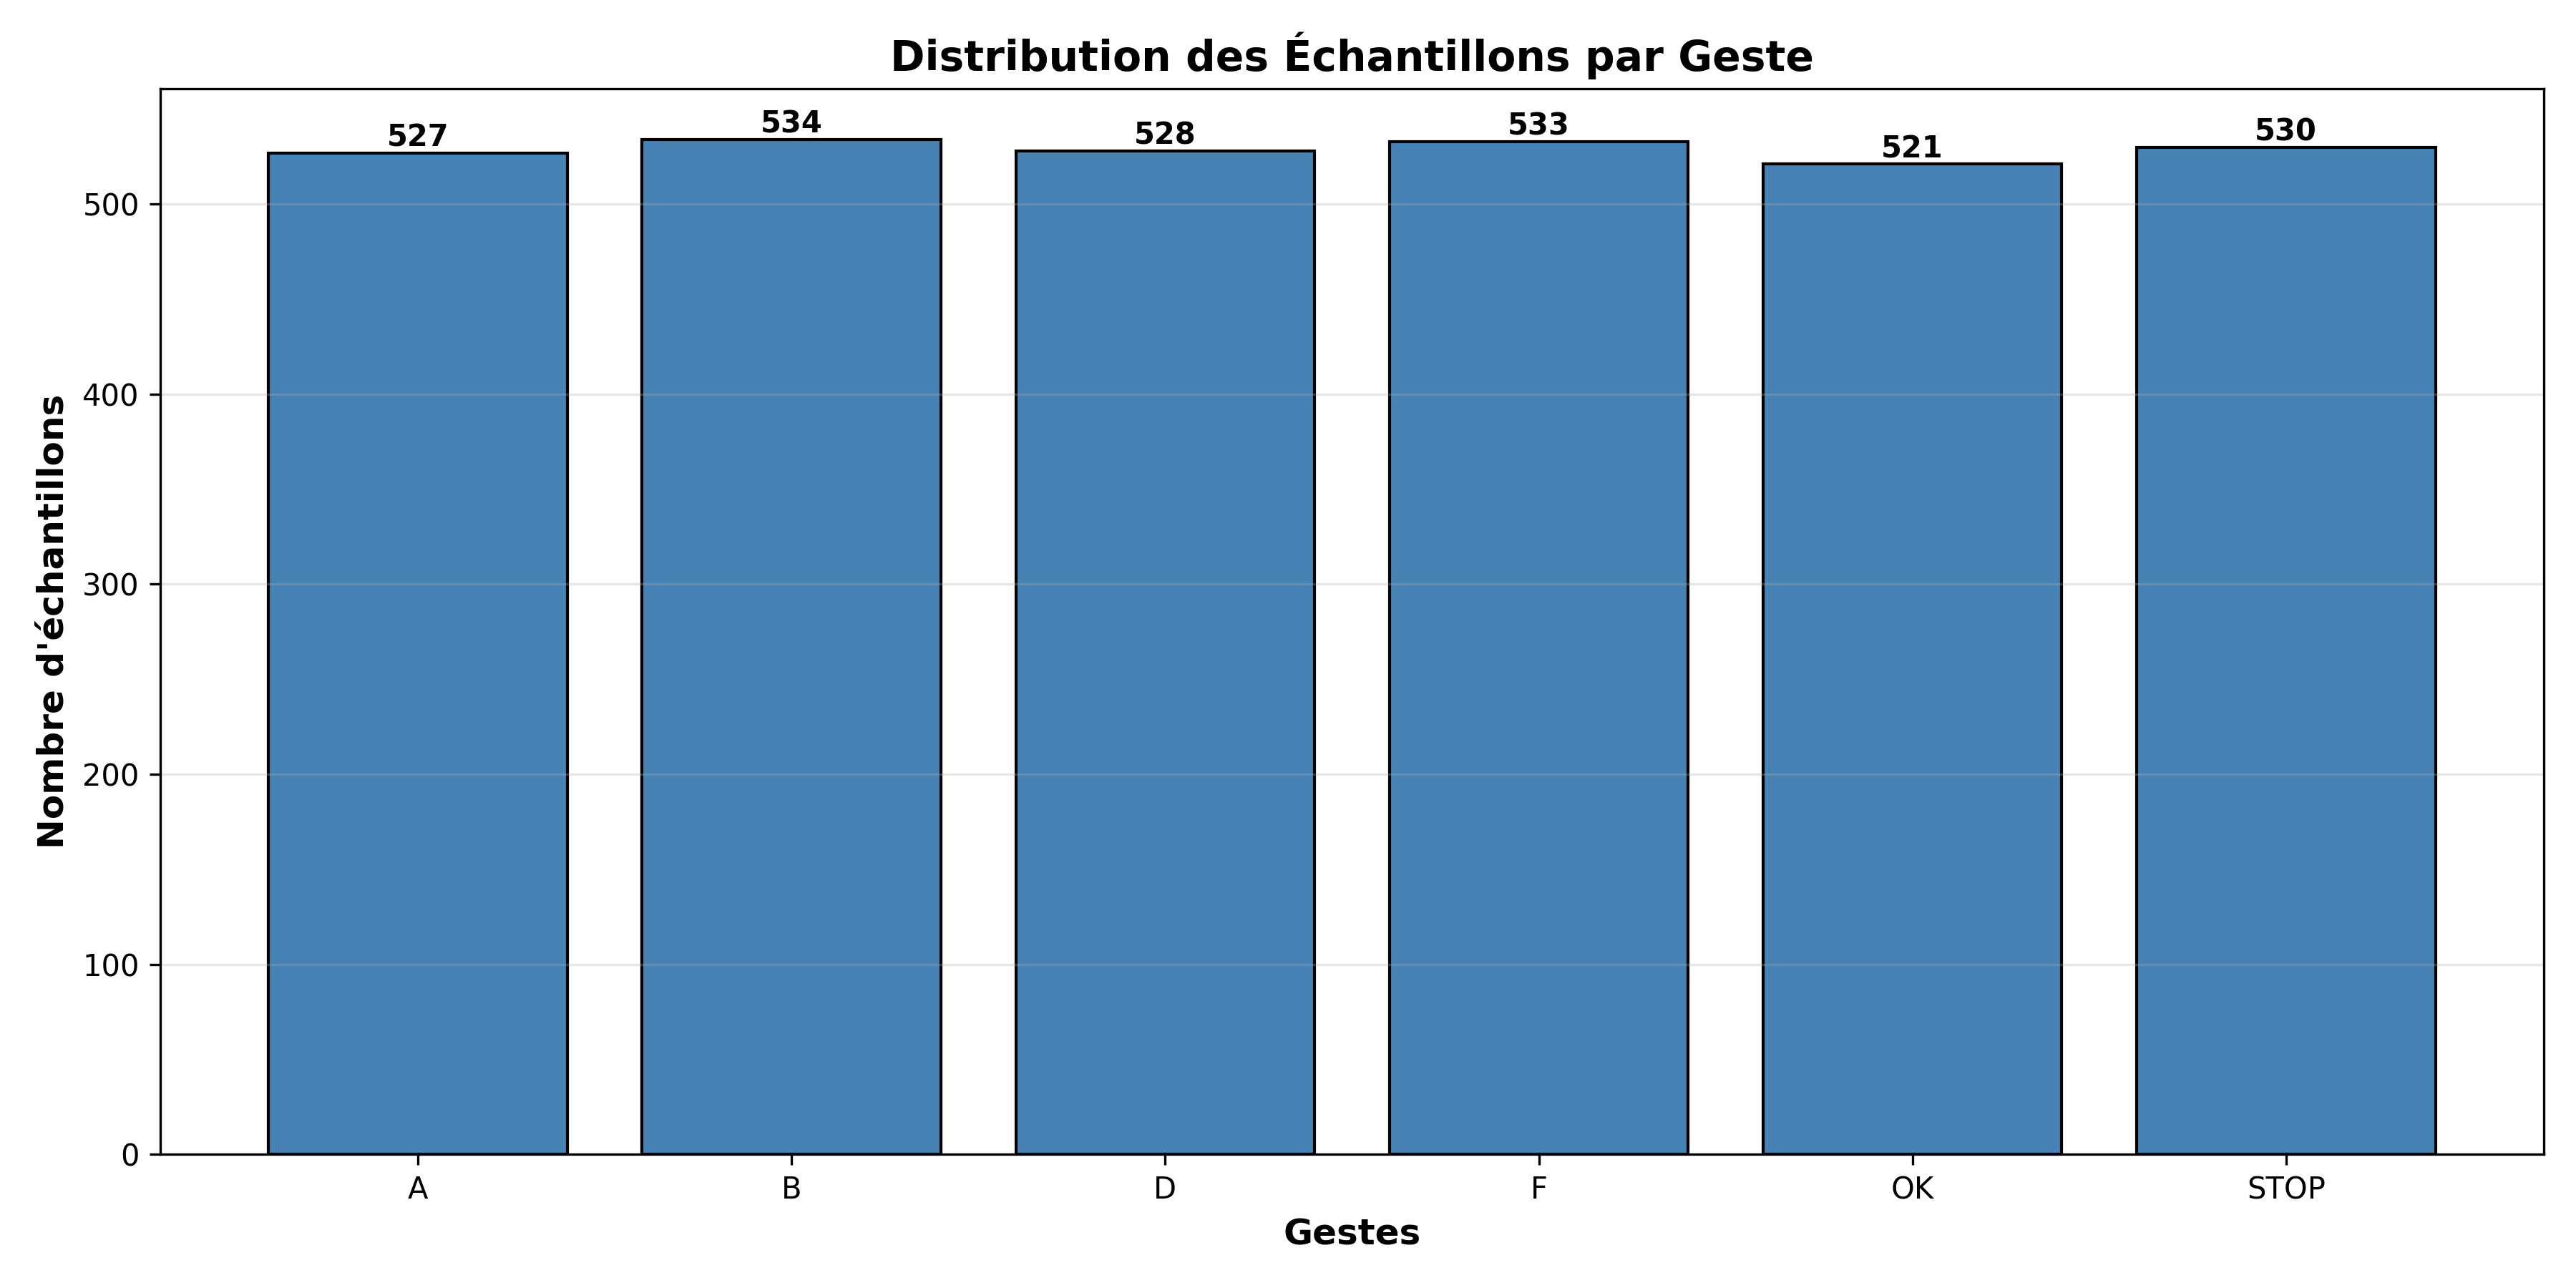 Distribution des Échantillons par Geste
527
534
528
533
521
530
500
400
300
200
100
0
Nombre d'échantillons
A
B
D
F
OK
STOP
Gestes